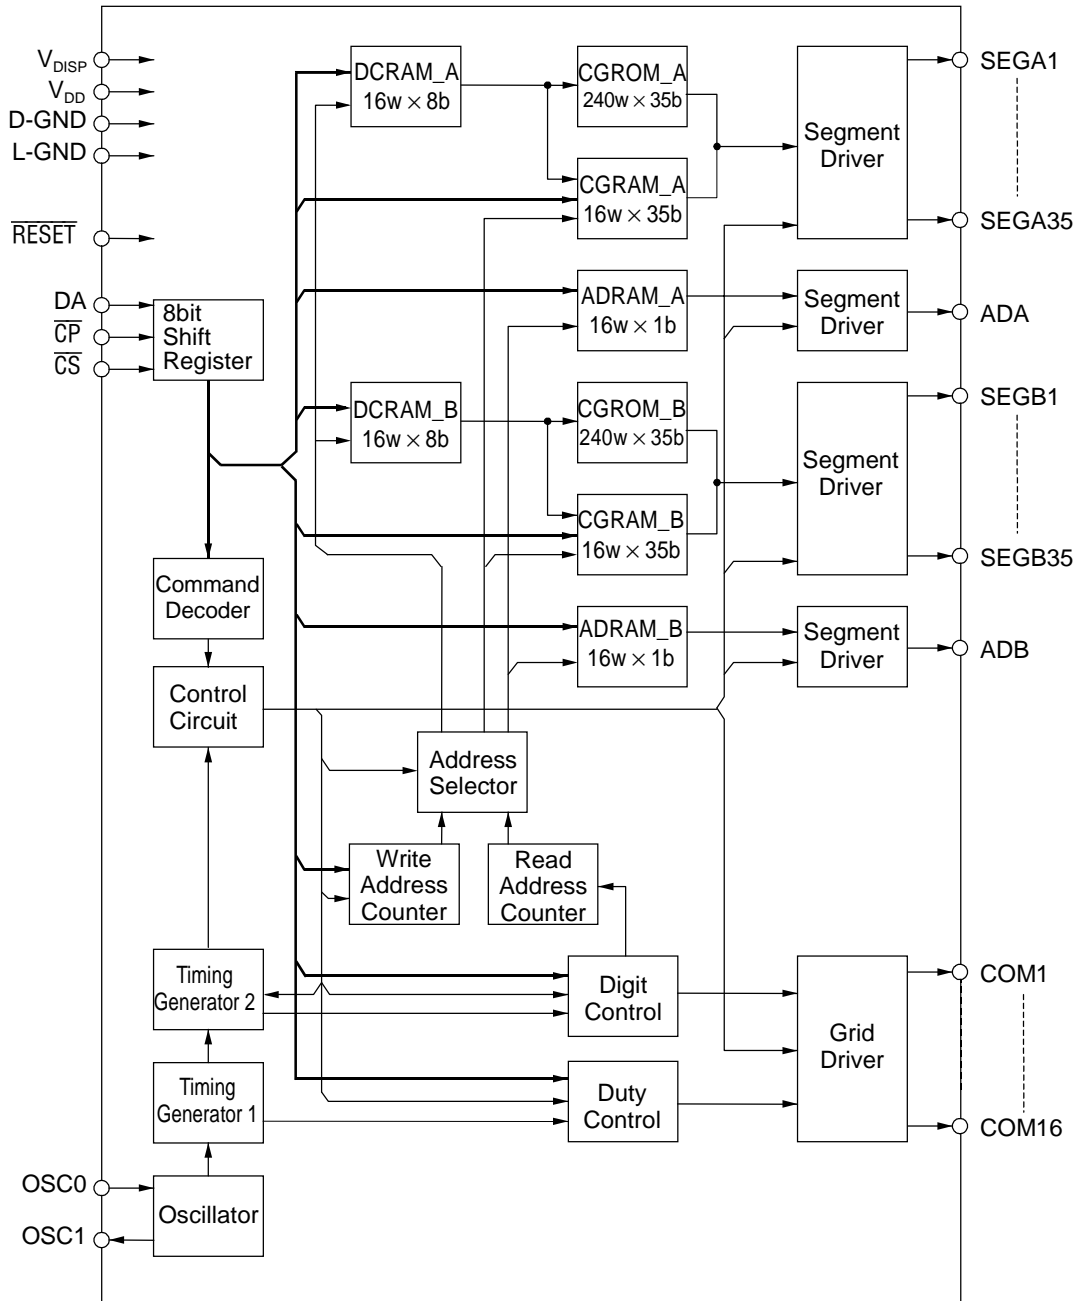 V_DISP
V_DD
D-GND
L-GND
RESET
DA
CP
CS
8bit
Shift
Register
Command
Decoder
Control
Circuit
Timing
Generator 2
Timing
Generator 1
OSC0
OSC1
Oscillator
DCRAM_A
16w × 8b
CGROM_A
240w × 35b
CGRAM_A
16w × 35b
Segment
Driver
SEGA1
SEGA35
ADRAM_A
16w × 1b
Segment
Driver
ADA
DCRAM_B
16w × 8b
CGROM_B
240w × 35b
CGRAM_B
16w × 35b
Segment
Driver
SEGB1
SEGB35
ADRAM_B
16w × 1b
Segment
Driver
ADB
Address
Selector
Write
Address
Counter
Read
Address
Counter
Digit
Control
Duty
Control
Grid
Driver
COM1
COM16